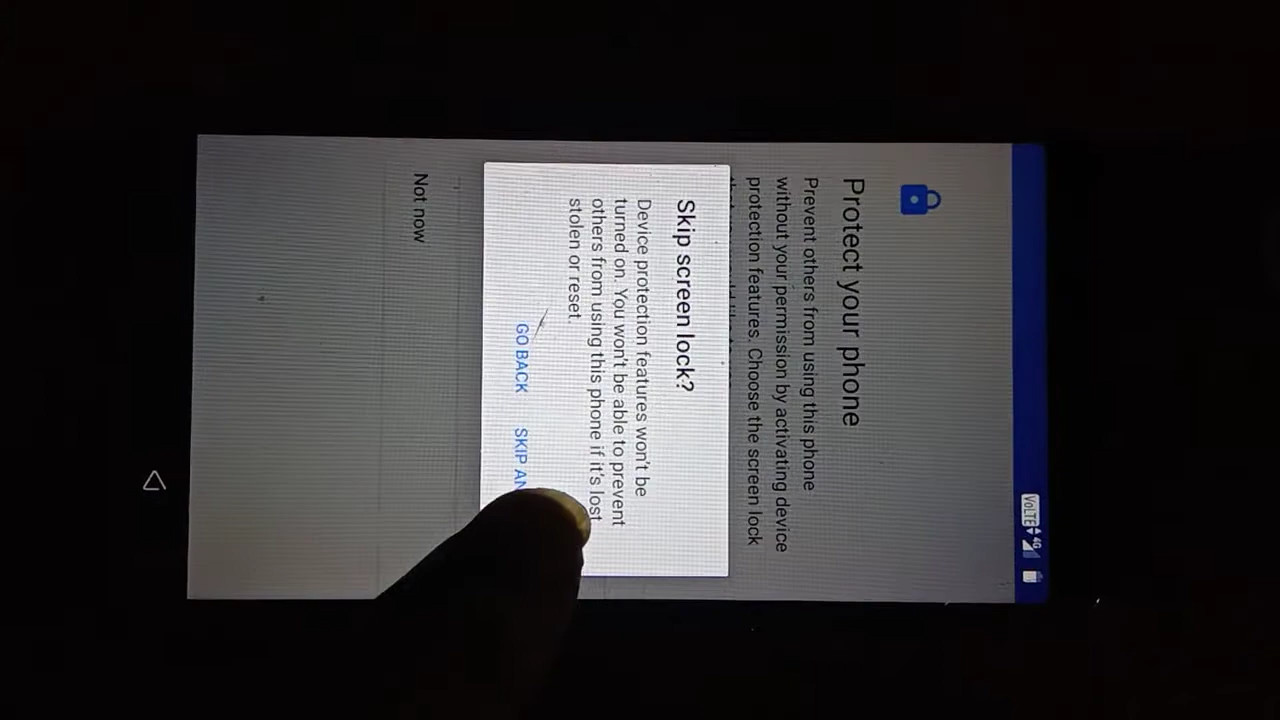 VoLTE 4G
Protect your phone
Prevent others from using this phone
without your permission by activating device
protection features. Choose the screen lock
Skip screen lock?
Device protection features won't be
turned on. You won't be able to prevent
others from using this phone if it's lost,
stolen or reset.
GO BACK SKIP AN
Not now